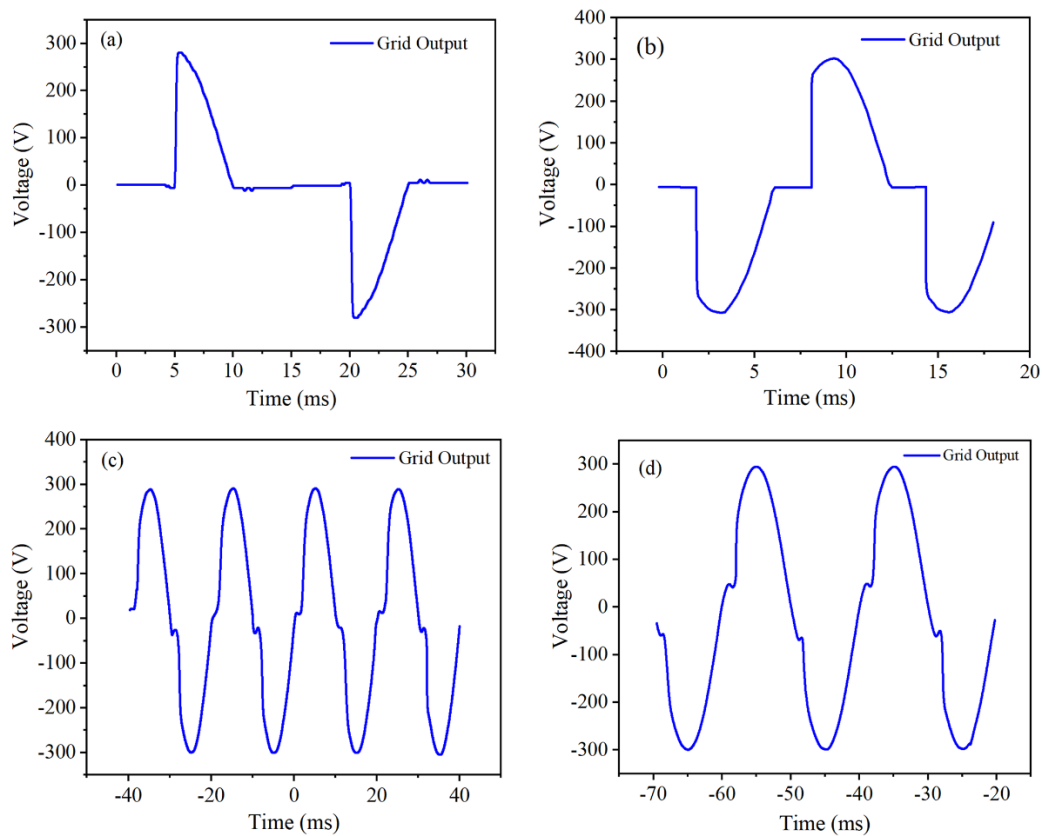 (a)
Grid Output
300
200
100
0
-100
-200
-300
Voltage (V)
0 5 10 15 20 25 30
Time (ms)
(b)
Grid Output
400
300
200
100
0
-100
-200
-300
-400
Voltage (V)
0 5 10 15 20
Time (ms)
(c)
Grid Output
400
300
200
100
0
-100
-200
-300
Voltage (V)
-40 -20 0 20 40
Time (ms)
(d)
Grid Output
300
200
100
0
-100
-200
-300
Voltage (V)
-70 -60 -50 -40 -30 -20
Time (ms)